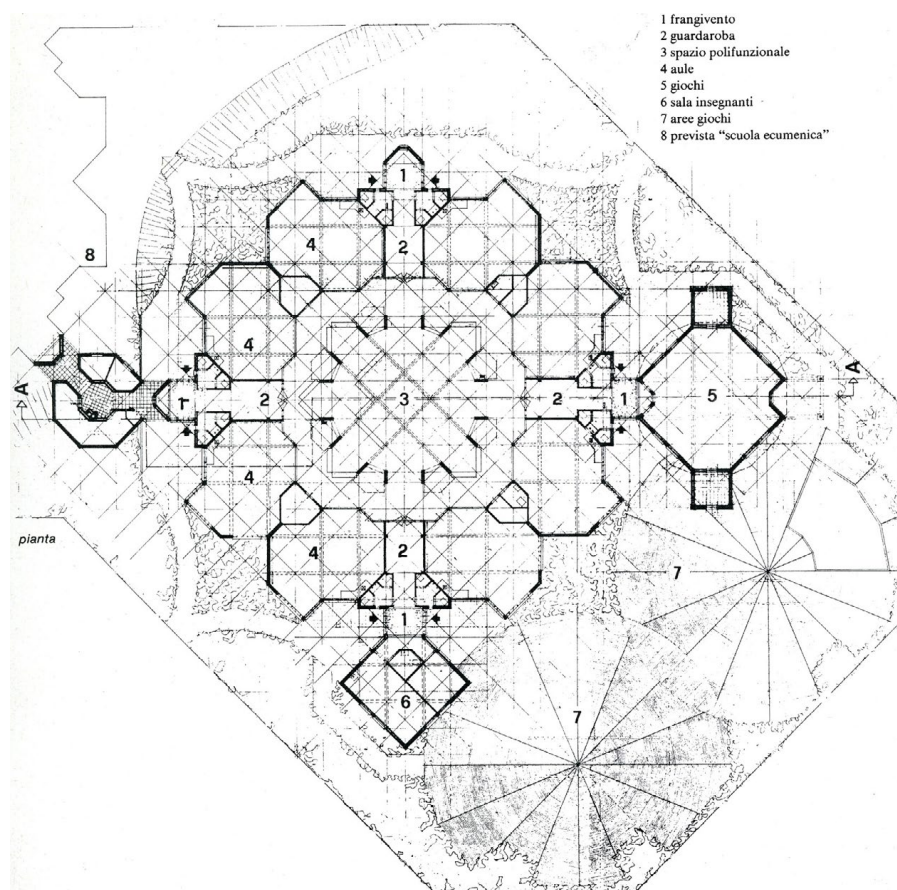 1 frangivento
2 guardaroba
3 spazio polifunzionale
4 aule
5 giochi
6 sala insegnanti
7 aree giochi
8 prevista “scuola ecumenica”
1
4
2
8
4
A
1
2
3
2
1
5
A
4
pianta
4
2
7
1
6
7